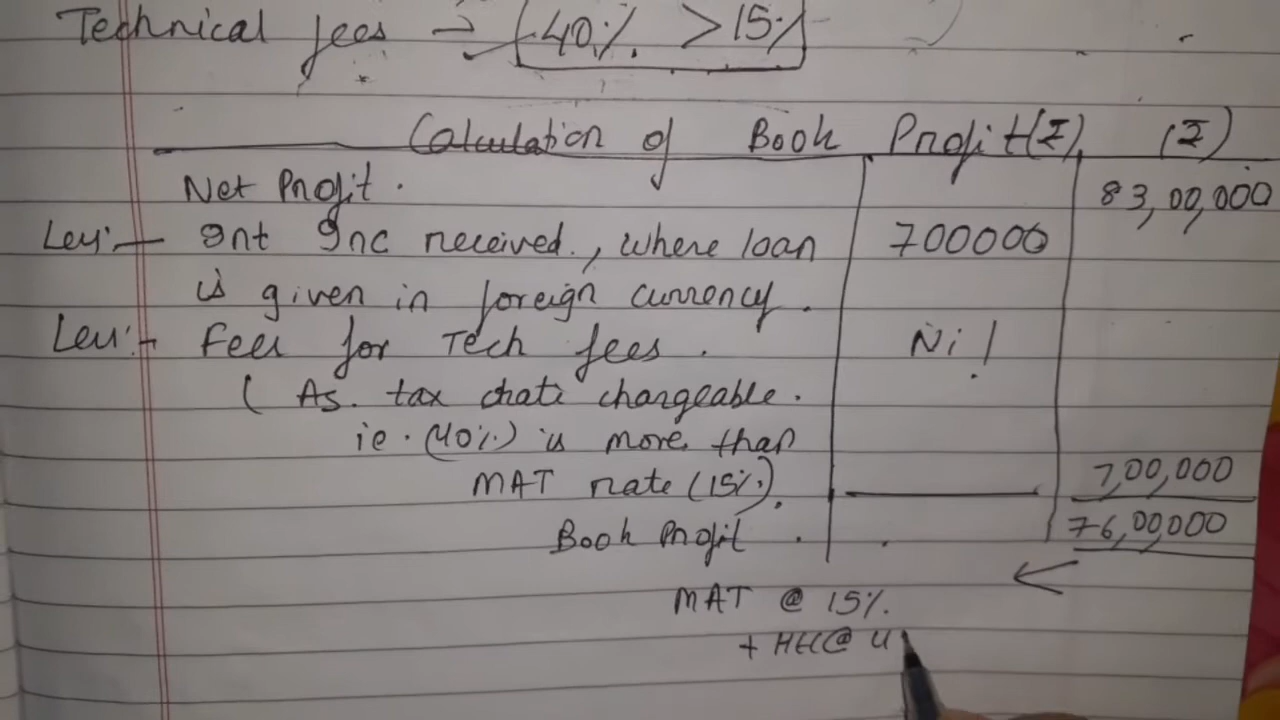 Technical fees → (40% > 15%)
Calculation of Book Profit (₹) (₹)
Net Profit. 83,00,000
Less:- Int Inc received, where loan 700000
is given in foreign currency.
Less:- Fees for Tech fees. Nil
(As. tax rate chargeable.
ie. (40%) is more than
MAT rate (15%). 7,00,000
Book Profit. 76,00,000
MAT @ 15%.
+ HEC @ 4